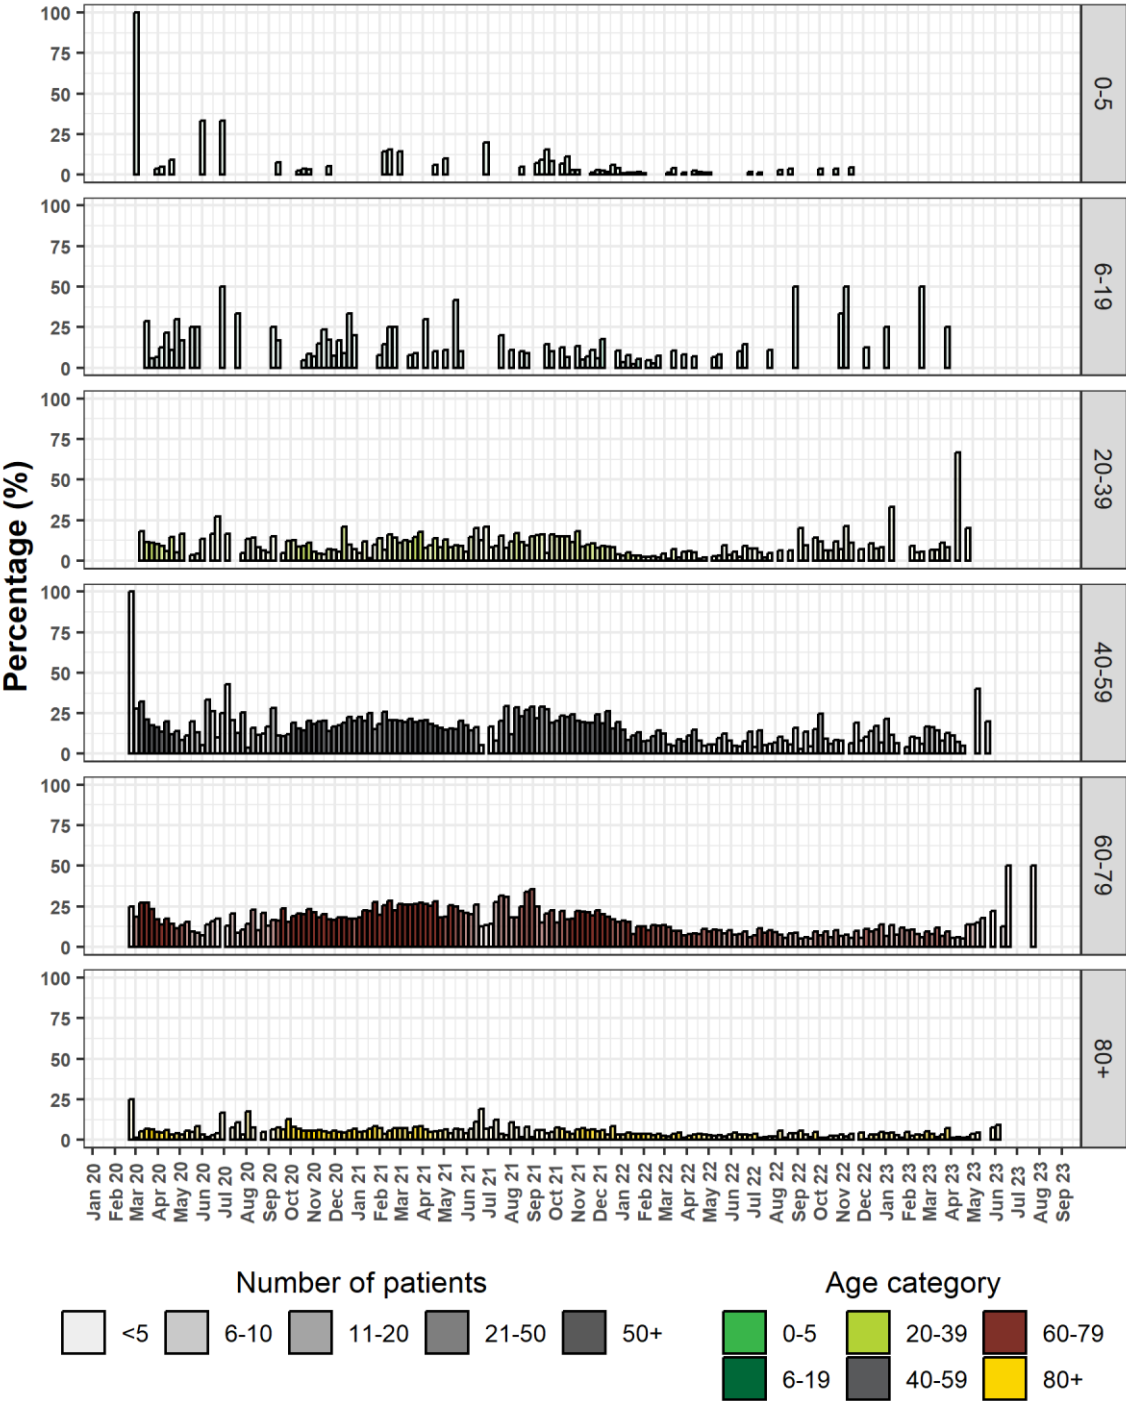 100
75
50
25
0
0-5
100
75
50
25
0
6-19
100
75
50
25
0
20-39
100
75
50
25
0
40-59
100
75
50
25
0
60-79
100
75
50
25
0
80+
Percentage (%)
Jan 20
Feb 20
Mar 20
Apr 20
May 20
Jun 20
Jul 20
Aug 20
Sep 20
Oct 20
Nov 20
Dec 20
Jan 21
Feb 21
Mar 21
Apr 21
May 21
Jun 21
Jul 21
Aug 21
Sep 21
Oct 21
Nov 21
Dec 21
Jan 22
Feb 22
Mar 22
Apr 22
May 22
Jun 22
Jul 22
Aug 22
Sep 22
Oct 22
Nov 22
Dec 22
Jan 23
Feb 23
Mar 23
Apr 23
May 23
Jun 23
Jul 23
Aug 23
Sep 23
Number of patients
<5 6-10 11-20 21-50 50+
Age category
0-5 20-39 60-79
6-19 40-59 80+